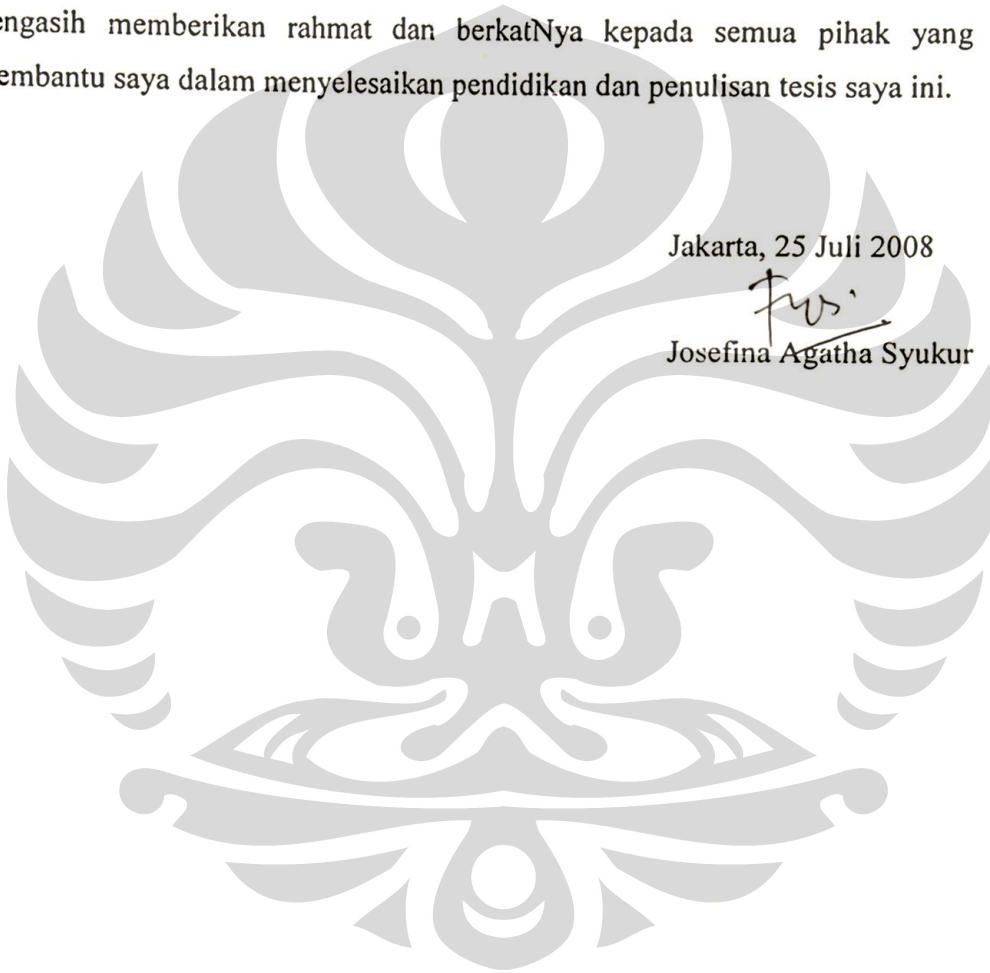 engasih memberikan rahmat dan berkatNya kepada semua pihak yang
embantu saya dalam menyelesaikan pendidikan dan penulisan tesis saya ini.
Jakarta, 25 Juli 2008
Josefina Agatha Syukur